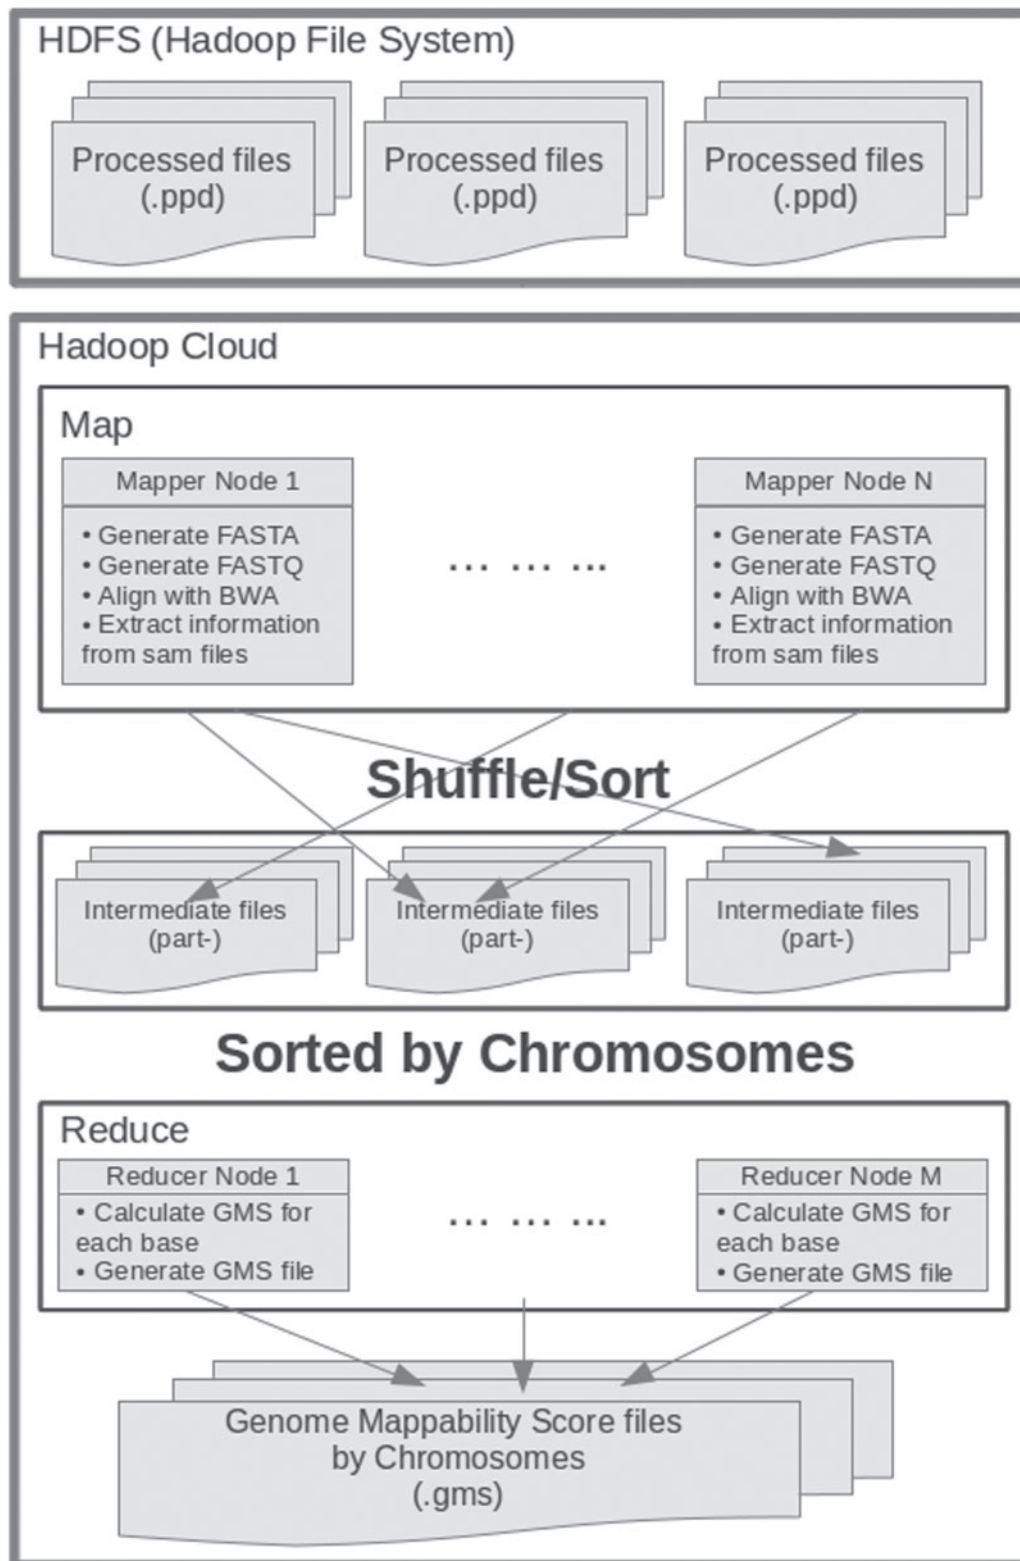 HDFS (Hadoop File System)
Processed files
(.ppd)
Processed files
(.ppd)
Processed files
(.ppd)
Hadoop Cloud
Map
Mapper Node 1
• Generate FASTA
• Generate FASTQ
• Align with BWA
• Extract information
from sam files
... ... ...
Mapper Node N
• Generate FASTA
• Generate FASTQ
• Align with BWA
• Extract information
from sam files
Shuffle/Sort
Intermediate files
(part-)
Intermediate files
(part-)
Intermediate files
(part-)
Sorted by Chromosomes
Reduce
Reducer Node 1
• Calculate GMS for
each base
• Generate GMS file
... ... ...
Reducer Node M
• Calculate GMS for
each base
• Generate GMS file
Genome Mappability Score files
by Chromosomes
(.gms)